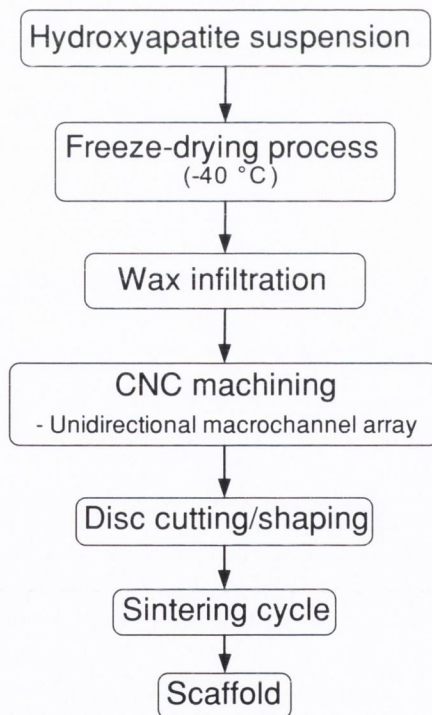 Hydroxyapatite suspension
Freeze-drying process
(-40 °C)
Wax infiltration
CNC machining
- Unidirectional macrochannel array
Disc cutting/shaping
Sintering cycle
Scaffold